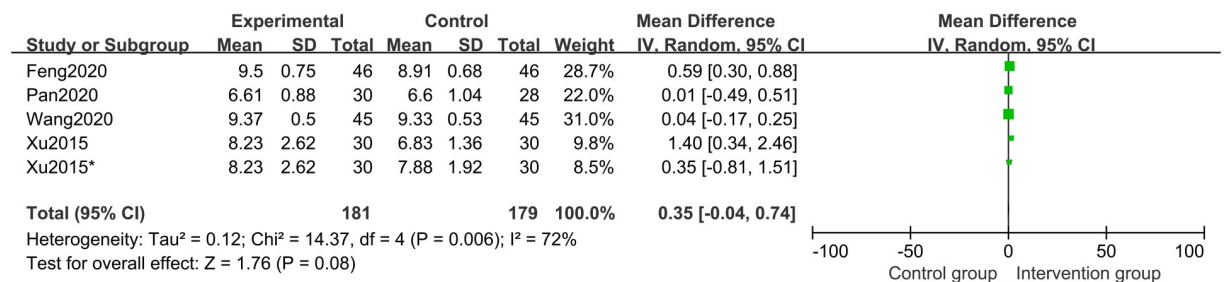 Experimental Control Mean Difference Mean Difference
Study or Subgroup Mean SD Total Mean SD Total Weight IV, Random, 95% CI IV, Random, 95% CI
Feng2020 9.5 0.75 46 8.91 0.68 46 28.7% 0.59 [0.30, 0.88]
Pan2020 6.61 0.88 30 6.6 1.04 28 22.0% 0.01 [-0.49, 0.51]
Wang2020 9.37 0.5 45 9.33 0.53 45 31.0% 0.04 [-0.17, 0.25]
Xu2015 8.23 2.62 30 6.83 1.36 30 9.8% 1.40 [0.34, 2.46]
Xu2015* 8.23 2.62 30 7.88 1.92 30 8.5% 0.35 [-0.81, 1.51]
Total (95% CI) 181 179 100.0% 0.35 [-0.04, 0.74]
Heterogeneity: Tau² = 0.12; Chi² = 14.37, df = 4 (P = 0.006); I² = 72%
Test for overall effect: Z = 1.76 (P = 0.08)
-100 -50 0 50 100
Control group Intervention group